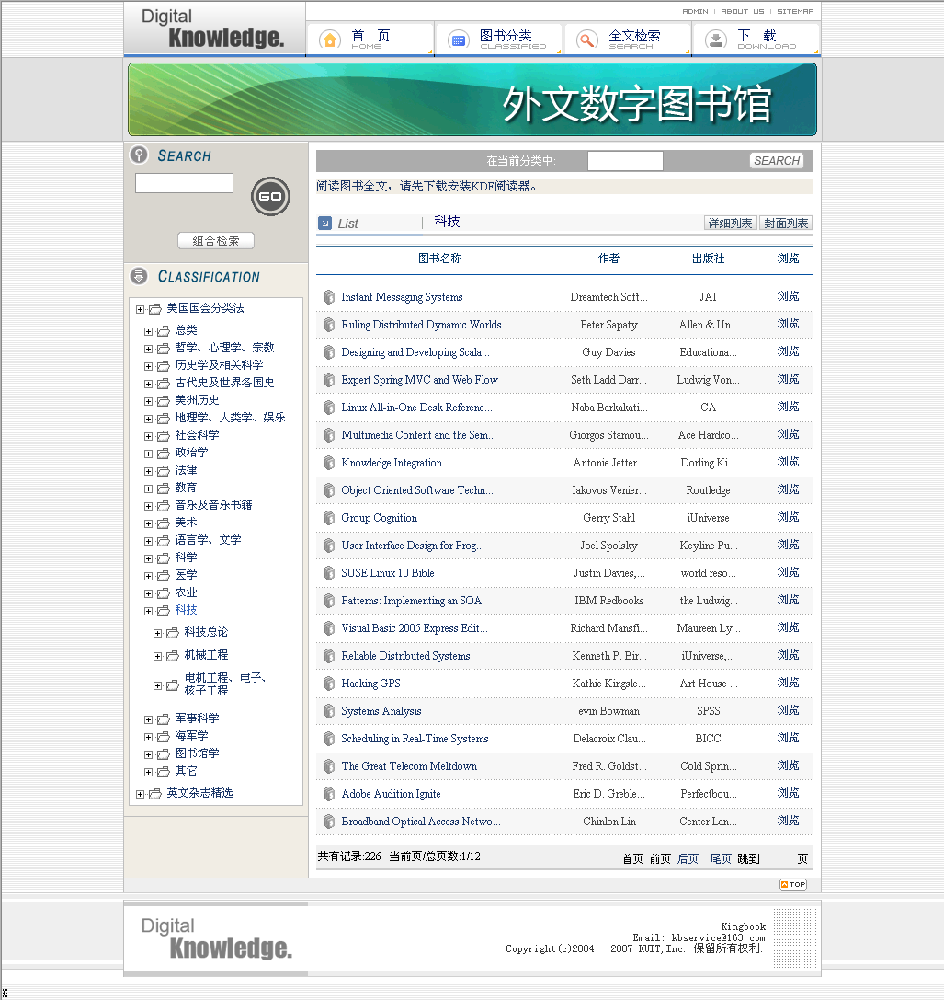 Digital
Knowledge.
ADMIN | ABOUT US | SITEMAP
首 页
HOME
图书分类
CLASSIFIED
全文检索
SEARCH
下 载
DOWNLOAD
外文数字图书馆
SEARCH
GO
组合检索
CLASSIFICATION
美国国会分类法
总类
哲学、心理学、宗教
历史学及相关科学
古代史及世界各国史
美洲历史
地理学、人类学、娱乐
社会科学
政治学
法律
教育
音乐及音乐书籍
美术
语言学、文学
科学
医学
农业
科技
科技总论
机械工程
电机工程、电子、
核子工程
军事科学
海军学
图书馆学
其它
英文杂志精选
在当前分类中: SEARCH
阅读图书全文，请先下载安装KDF阅读器。
List | 科技 详细列表 封面列表
图书名称 作者 出版社 浏览
Instant Messaging Systems Dreamtech Soft... JAI 浏览
Ruling Distributed Dynamic Worlds Peter Sapaty Allen & Un... 浏览
Designing and Developing Scala... Guy Davies Educationa... 浏览
Expert Spring MVC and Web Flow Seth Ladd Darr... Ludwig Von... 浏览
Linux All-in-One Desk Referenc... Naba Barkakati... CA 浏览
Multimedia Content and the Sem... Giorgos Stamou... Ace Hardco... 浏览
Knowledge Integration Antonie Jetter... Dorling Ki... 浏览
Object Oriented Software Techn... Iakovos Venier... Routledge 浏览
Group Cognition Gerry Stahl iUniverse 浏览
User Interface Design for Prog... Joel Spolsky Keyline Pu... 浏览
SUSE Linux 10 Bible Justin Davies,... world reso... 浏览
Patterns: Implementing an SOA IBM Redbooks the Ludwig... 浏览
Visual Basic 2005 Express Edit... Richard Mansfi... Maureen Ly... 浏览
Reliable Distributed Systems Kenneth P. Bir... iUniverse,... 浏览
Hacking GPS Kathie Kingsle... Art House ... 浏览
Systems Analysis evin Bowman SPSS 浏览
Scheduling in Real-Time Systems Delacroix Clau... BICC 浏览
The Great Telecom Meltdown Fred R. Goldst... Cold Sprin... 浏览
Adobe Audition Ignite Eric D. Greble... Perfectbou... 浏览
Broadband Optical Access Netwo... Chinlon Lin Center Lan... 浏览
共有记录:226 当前页/总页数:1/12 首页 前页 后页 尾页 跳到 页
TOP
Digital
Knowledge.
Kingbook
Email: kbservice@163.com
Copyright(c)2004 - 2007 KUIT,Inc. 保留所有权利.